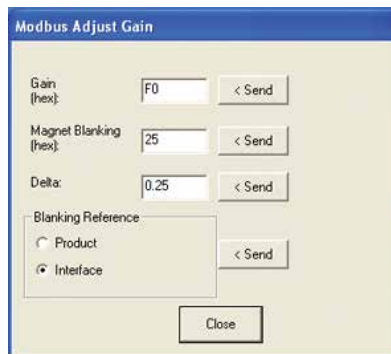 Modbus Adjust Gain
Gain
(hex):
F0
< Send
Magnet Blanking
(hex):
25
< Send
Delta:
0.25
< Send
Blanking Reference
Product
Interface
< Send
Close